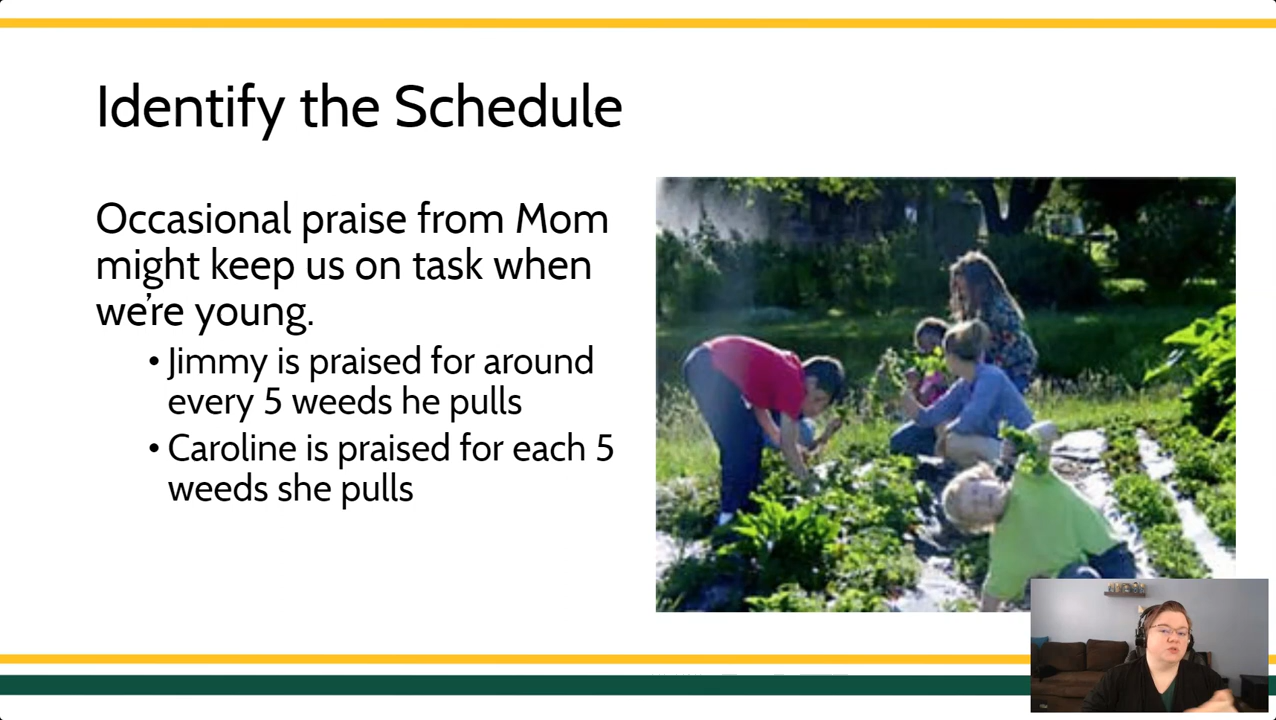 Identify the Schedule
Occasional praise from Mom
might keep us on task when
we're young.
• Jimmy is praised for around
every 5 weeds he pulls
• Caroline is praised for each 5
weeds she pulls